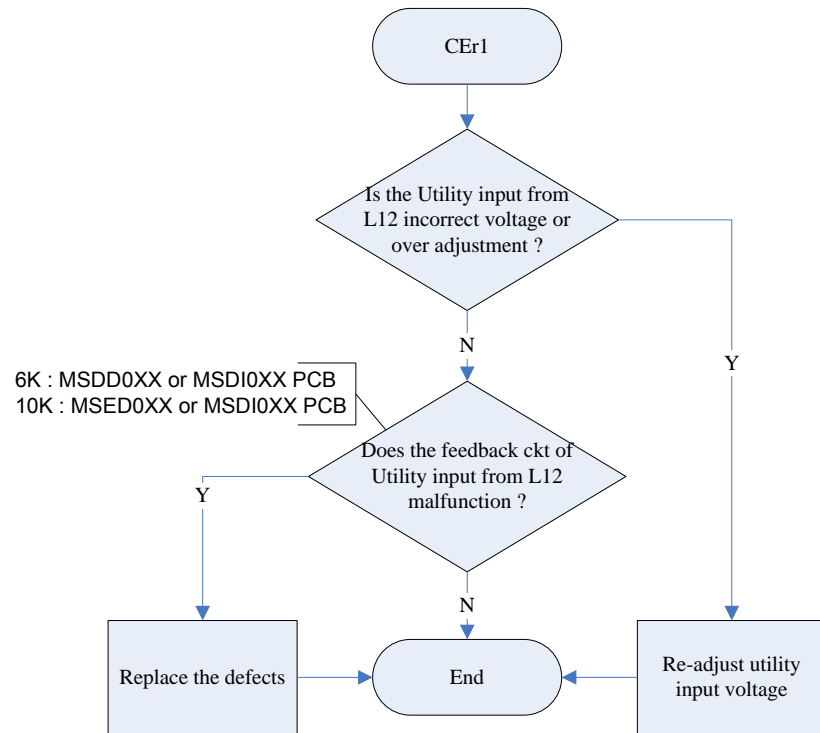 CEr1
Is the Utility input from
L12 incorrect voltage or
over adjustment ?
N
Y
6K : MSDD0XX or MSDI0XX PCB
10K : MSED0XX or MSDI0XX PCB
Does the feedback ckt of
Utility input from L12
malfunction ?
Y
N
Replace the defects
End
Re-adjust utility
input voltage